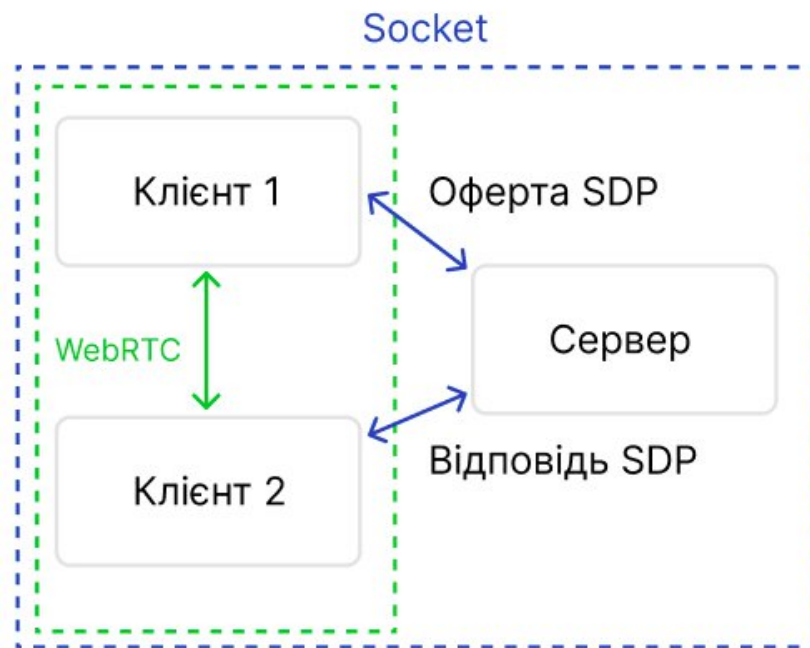 Socket
Клієнт 1
Оферта SDP
Сервер
WebRTC
Відповідь SDP
Клієнт 2